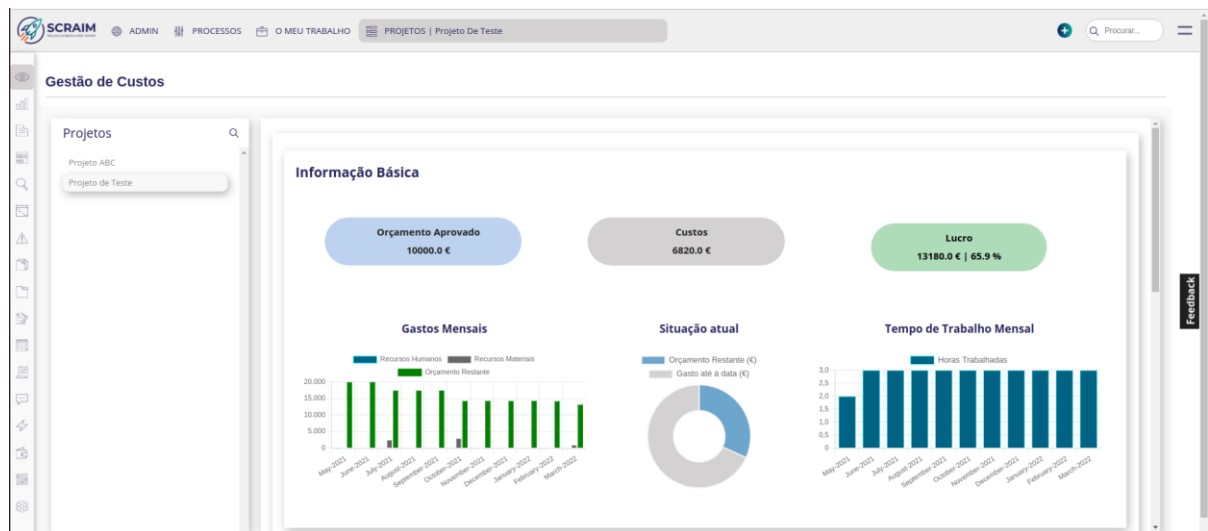 SCRAIM
ADMIN
PROCESSOS
O MEU TRABALHO
PROJETOS | Projeto De Teste
Procurar...
Gestão de Custos
Projetos
Projeto ABC
Projeto de Teste
Informação Básica
Orçamento Aprovado
10000.0 €
Custos
6820.0 €
Lucro
13180.0 € | 65.9 %
Gastos Mensais
Recursos Humanos
Recursos Materiais
Orçamento Restante
20.000
15.000
10.000
5.000
0
May-2021
June-2021
July-2021
August-2021
September-2021
October-2021
November-2021
December-2021
January-2022
February-2022
March-2022
Situação atual
Orçamento Restante (€)
Gasto até à data (€)
Tempo de Trabalho Mensal
Horas Trabalhadas
3,0
2,5
2,0
1,5
1,0
0,5
0
May-2021
June-2021
July-2021
August-2021
September-2021
October-2021
November-2021
December-2021
January-2022
February-2022
March-2022
Feedback